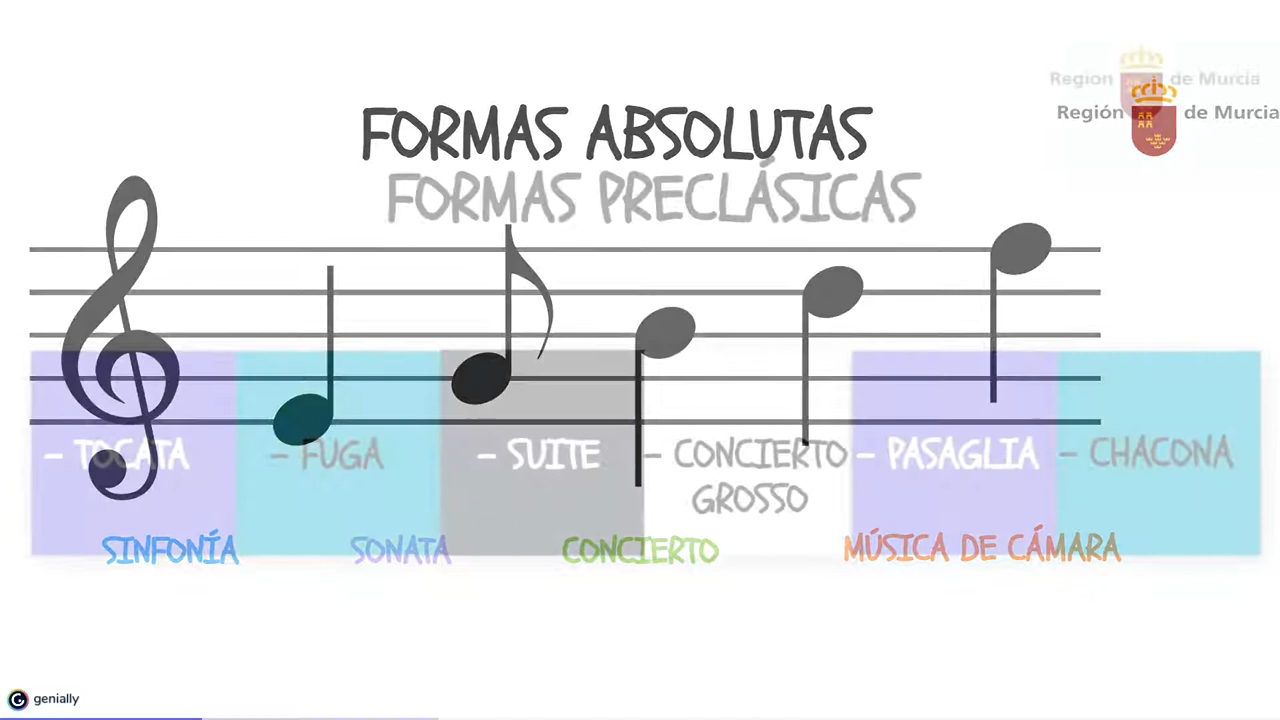 Región de Murcia
Región de Murcia
FORMAS ABSOLUTAS
FORMAS PRECLÁSICAS
- TOCATA
- FUGA
- SUITE
- CONCIERTO
GROSSO
- PASAGLIA
- CHACONA
SINFONÍA
SONATA
CONCIERTO
MÚSICA DE CÁMARA
genially